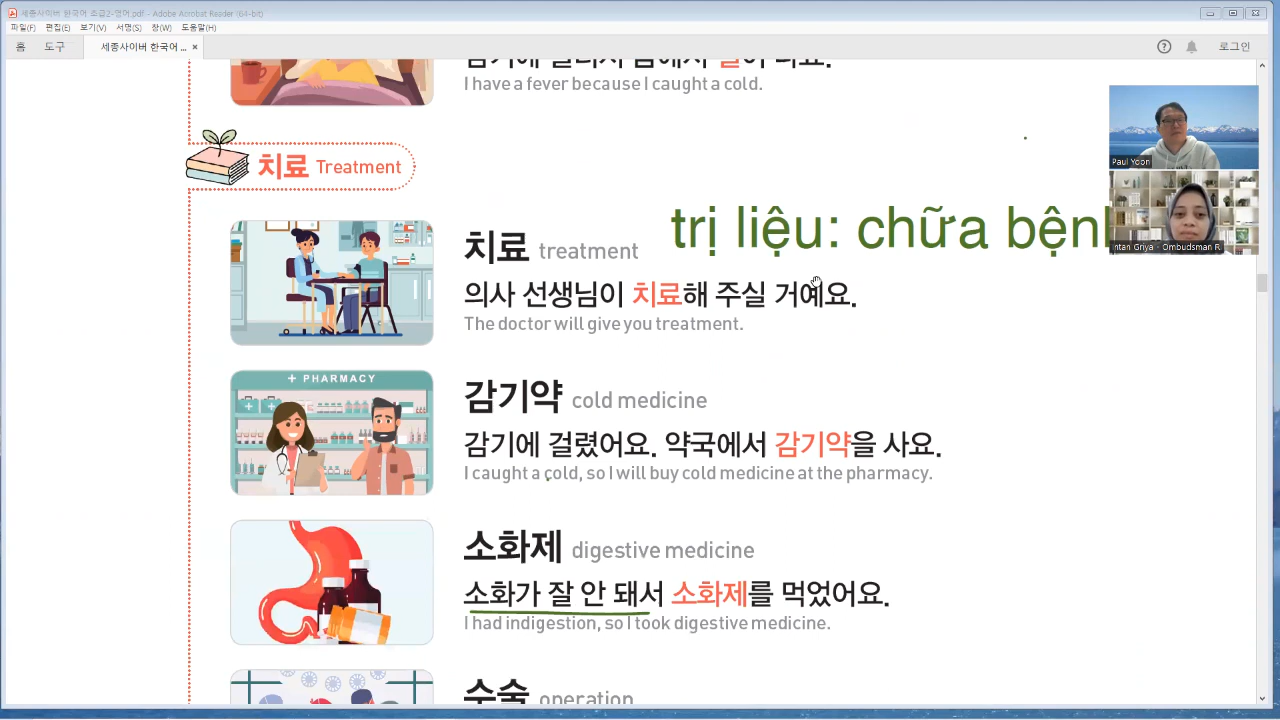 세종사이버 한국어 초급2-영어.pdf - Adobe Acrobat Reader (64-bit)
파일(F) 편집(E) 보기(V) 서명(S) 창(W) 도움말(H)
홈 도구 세종사이버 한국어 ... × 로그인
I have a fever because I caught a cold.
치료 Treatment
Paul Yoon
trị liệu: chữa bện
치료 treatment
ntan Griya - Ombudsman R.
의사 선생님이 치료해 주실 거예요.
The doctor will give you treatment.
+ PHARMACY
감기약 cold medicine
감기에 걸렸어요. 약국에서 감기약을 사요.
I caught a cold, so I will buy cold medicine at the pharmacy.
소화제 digestive medicine
소화가 잘 안 돼서 소화제를 먹었어요.
I had indigestion, so I took digestive medicine.
수술 operation